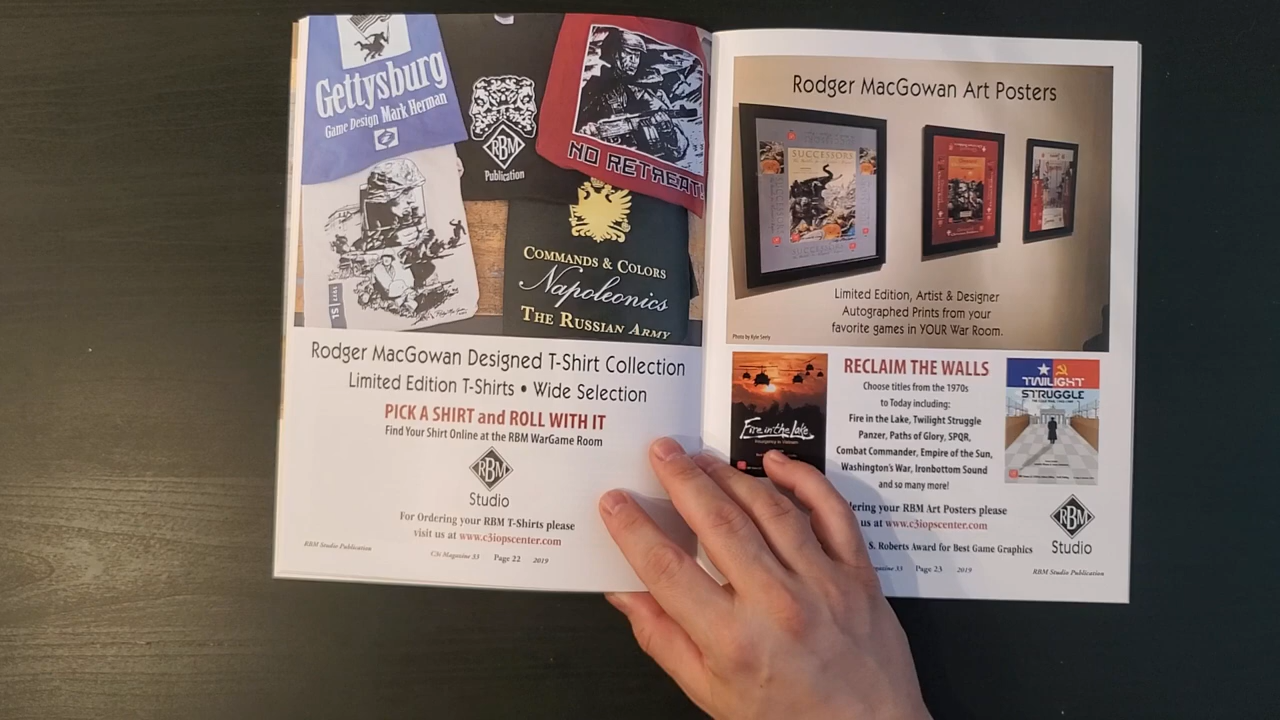 Gettysburg
Game Design Mark Herman
RBM
Publication
NO RETREAT!
TS | 1977
COMMANDS & COLORS
Napoleonics
THE RUSSIAN ARMY
Rodger MacGowan Designed T-Shirt Collection
Limited Edition T-Shirts • Wide Selection
PICK A SHIRT and ROLL WITH IT
Find Your Shirt Online at the RBM WarGame Room
RBM
Studio
For Ordering your RBM T-Shirts please
visit us at www.c3iopscenter.com
RBM Studio Publication
C3i Magazine 33 Page 22 2019
Rodger MacGowan Art Posters
SUCCESSORS
Limited Edition, Artist & Designer
Autographed Prints from your
favorite games in YOUR War Room.
Photo by Kyle Seely
Fire in the Lake
RECLAIM THE WALLS
Choose titles from the 1970s
to Today including:
Fire in the Lake, Twilight Struggle
Panzer, Paths of Glory, SPQR,
Combat Commander, Empire of the Sun,
Washington's War, Ironbottom Sound
and so many more!
TWILIGHT
STRUGGLE
dering your RBM Art Posters please
us at www.c3iopscenter.com
S. Roberts Award for Best Game Graphics
RBM
Studio
33 Page 23 2019
RBM Studio Publication